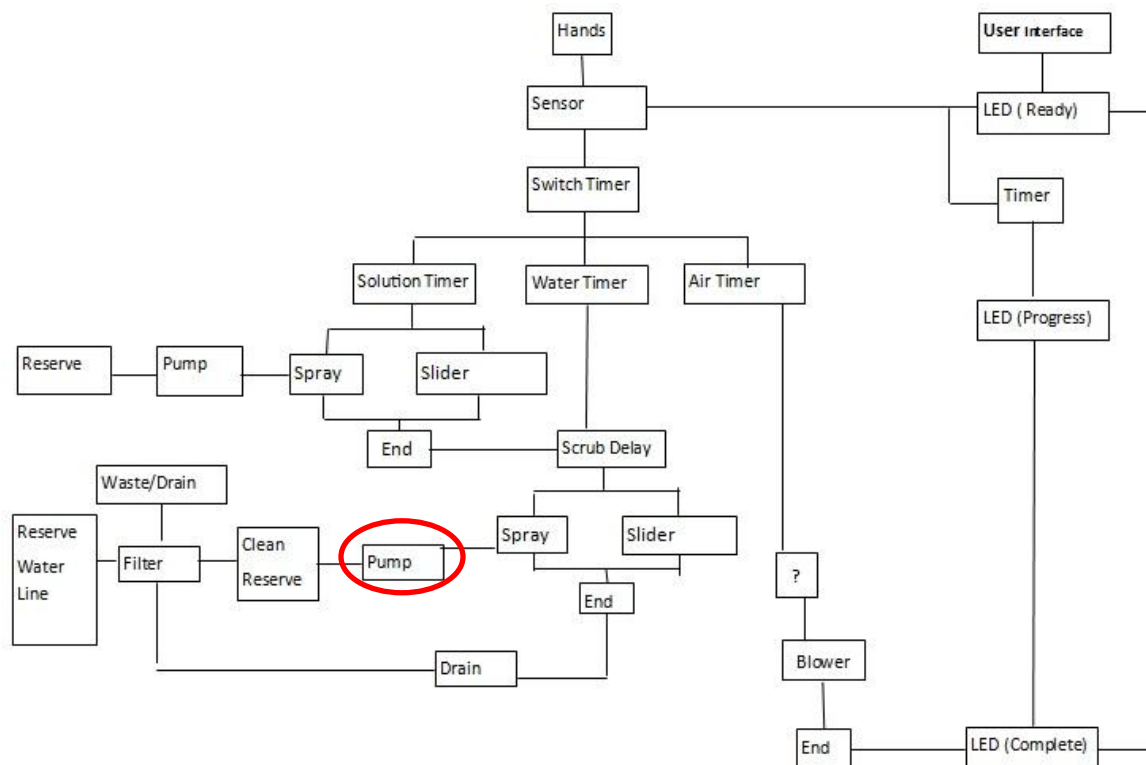 Hands
User Interface
Sensor
LED ( Ready)
Switch Timer
Timer
Solution Timer
Water Timer
Air Timer
LED (Progress)
Reserve
Pump
Spray
Slider
End
Scrub Delay
Waste/Drain
Reserve
Water
Line
Filter
Clean
Reserve
Pump
Spray
Slider
?
End
Drain
Blower
End
LED (Complete)